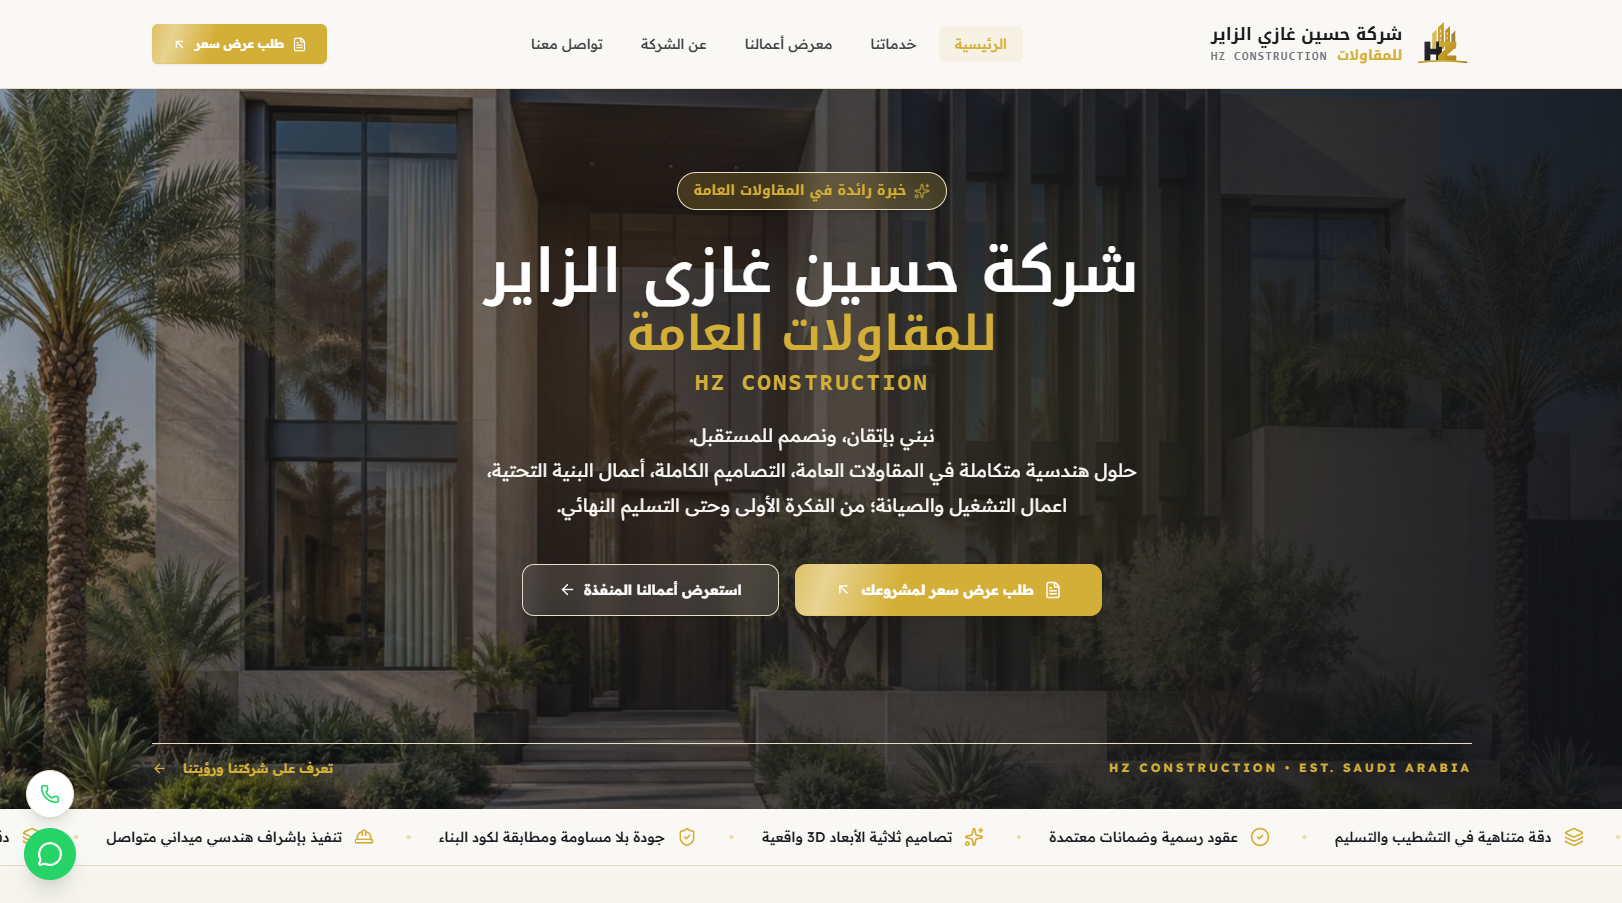 شركة حسين غازي الزاير
للمقاولات HZ CONSTRUCTION
الرئيسية
خدماتنا
معرض أعمالنا
عن الشركة
تواصل معنا
طلب عرض سعر
خبرة رائدة في المقاولات العامة
شركة حسين غازي الزاير
للمقاولات العامة
HZ CONSTRUCTION
نبني بإتقان، ونصمم للمستقبل.
حلول هندسية متكاملة في المقاولات العامة، التصاميم الكاملة، أعمال البنية التحتية،
اعمال التشغيل والصيانة؛ من الفكرة الأولى وحتى التسليم النهائي.
طلب عرض سعر لمشروعك
استعرض أعمالنا المنفذة
HZ CONSTRUCTION • EST. SAUDI ARABIA
تعرف على شركتنا ورؤيتنا
دقة متناهية في التشطيب والتسليم
عقود رسمية وضمانات معتمدة
تصاميم ثلاثية الأبعاد 3D واقعية
جودة بلا مساومة ومطابقة لكود البناء
تنفيذ بإشراف هندسي ميداني متواصل